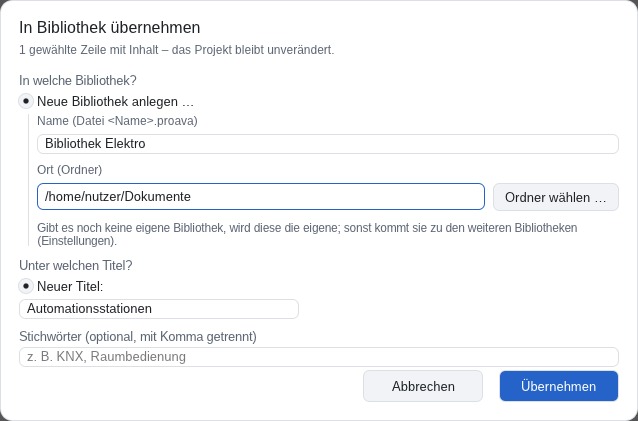 In Bibliothek übernehmen
1 gewählte Zeile mit Inhalt – das Projekt bleibt unverändert.
In welche Bibliothek?
Neue Bibliothek anlegen …
Name (Datei <Name>.proava)
Bibliothek Elektro
Ort (Ordner)
/home/nutzer/Dokumente
Ordner wählen …
Gibt es noch keine eigene Bibliothek, wird diese die eigene; sonst kommt sie zu den weiteren Bibliotheken
(Einstellungen).
Unter welchen Titel?
Neuer Titel:
Automationsstationen
Stichwörter (optional, mit Komma getrennt)
z. B. KNX, Raumbedienung
Abbrechen
Übernehmen